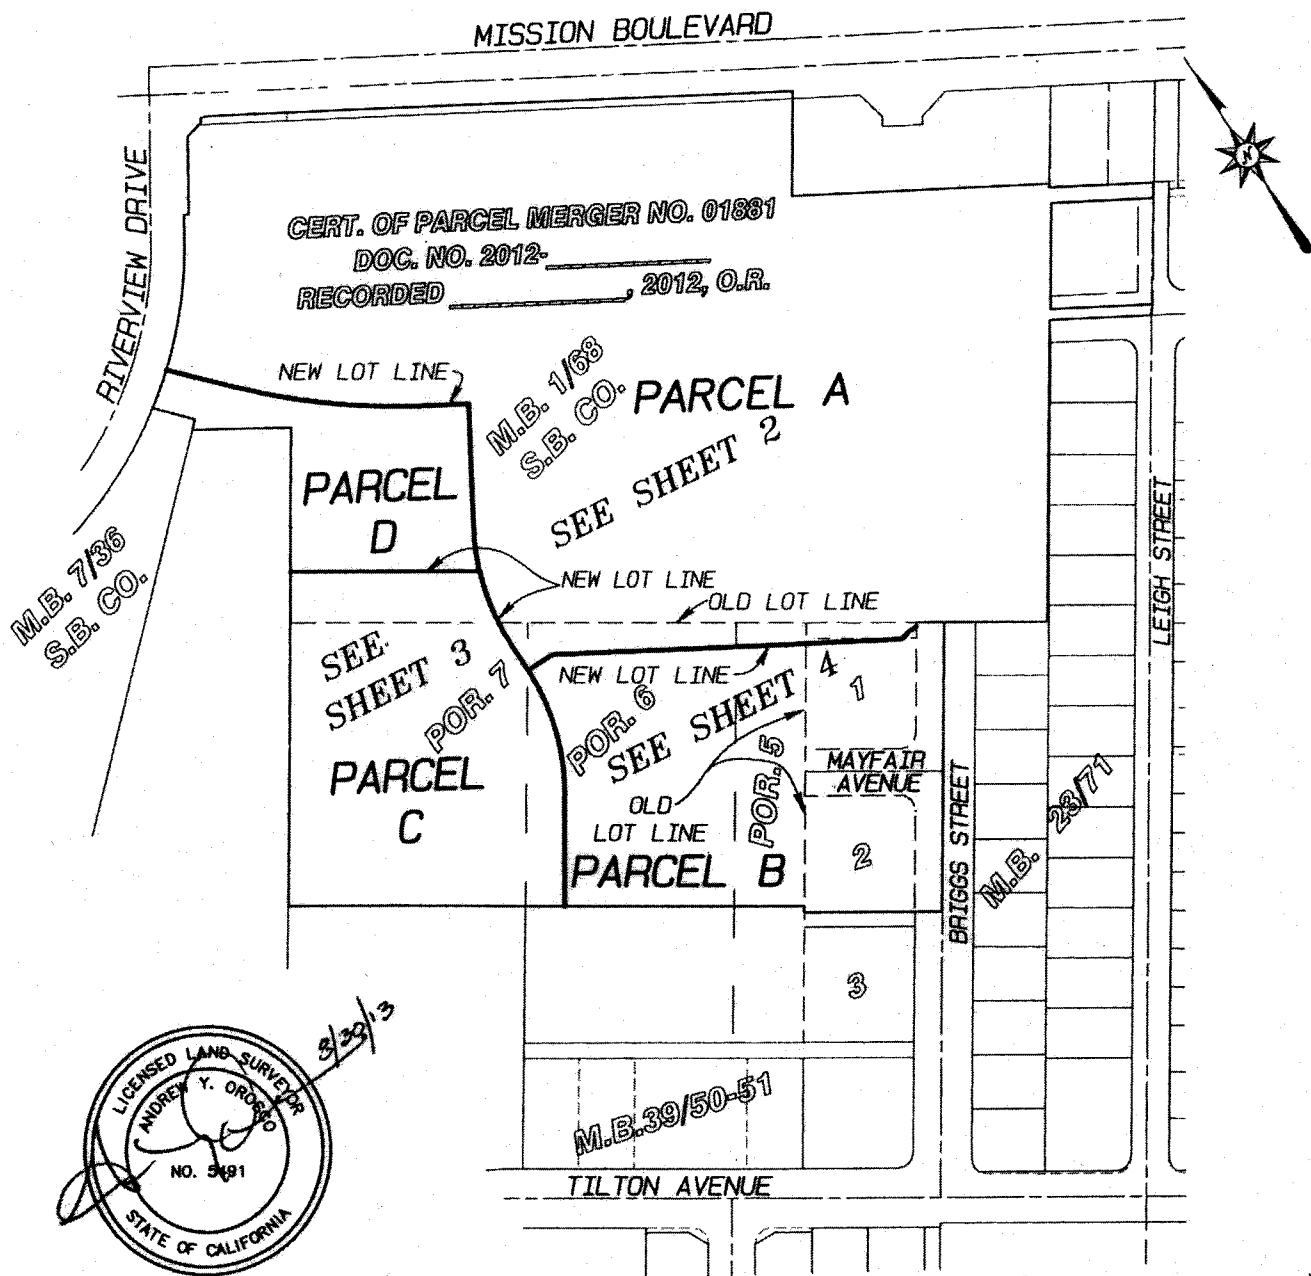 MISSION BOULEVARD
RIVERVIEW DRIVE
N
CERT. OF PARCEL MERGER NO. 01881
DOC. NO. 2012-
RECORDED , 2012, O.R.
NEW LOT LINE
M.B. 1/68
S.B. CO.
PARCEL A
SEE SHEET 2
PARCEL
D
M.B. 7/36
S.B. CO.
NEW LOT LINE
OLD LOT LINE
LEIGH STREET
SEE
SHEET 3
POR. 7
PARCEL
C
NEW LOT LINE
POR. 6
SEE SHEET 4
1
POR. 5
MAYFAIR
AVENUE
OLD
LOT LINE
PARCEL B
2
BRIGGS STREET
M.B. 23/71
3
M.B.39/50-51
TILTON AVENUE
LICENSED LAND SURVEYOR
ANDREW Y. OROSCO
NO. 5491
STATE OF CALIFORNIA